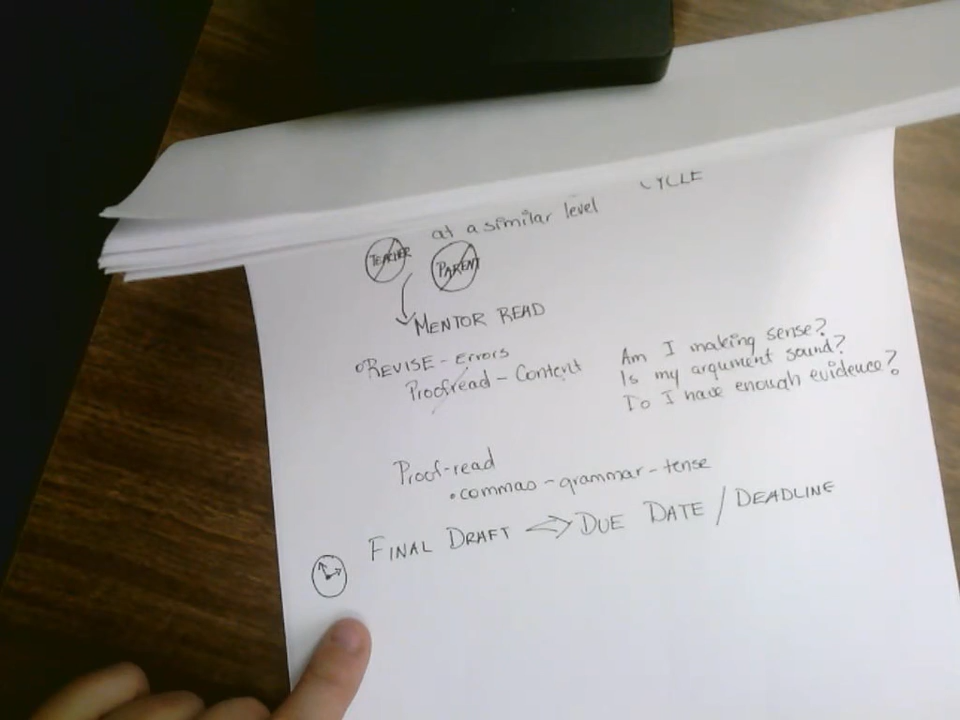 CYCLE
at a similar level
TEACHER PARENT
MENTOR READ
REVISE - errors
Proofread - Content
Am I making sense?
Is my argument sound?
Do I have enough evidence?
Proof-read
• commas - grammar - tense
FINAL DRAFT <=> DUE DATE / DEADLINE